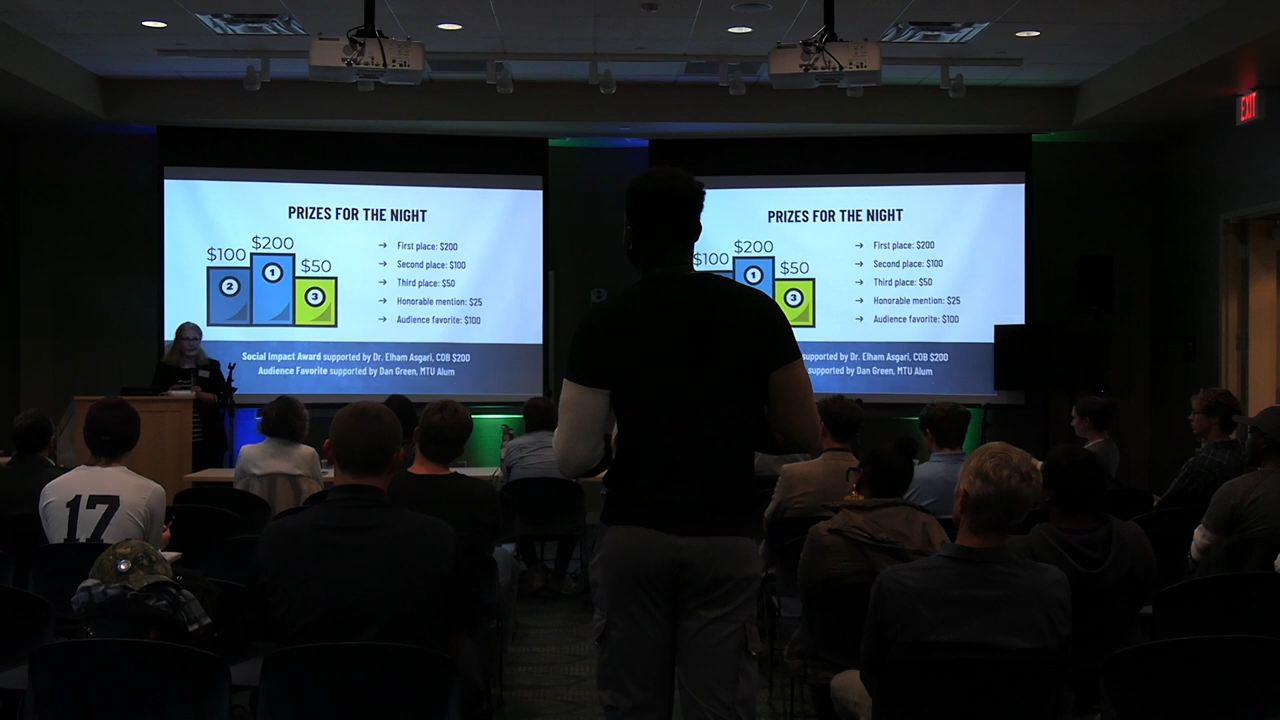 PRIZES FOR THE NIGHT
$200
$100
$50
1
2
3
→ First place: $200
→ Second place: $100
→ Third place: $50
→ Honorable mention: $25
→ Audience favorite: $100
Social Impact Award supported by Dr. Elham Asgari, COB $200
Audience Favorite supported by Dan Green, MTU Alum
PRIZES FOR THE NIGHT
$200
$100
$50
1
3
→ First place: $200
→ Second place: $100
→ Third place: $50
→ Honorable mention: $25
→ Audience favorite: $100
supported by Dr. Elham Asgari, COB $200
supported by Dan Green, MTU Alum
EXIT
17